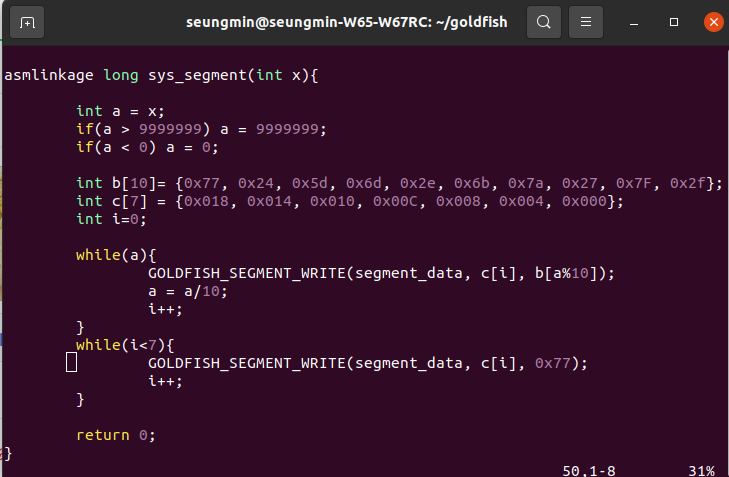 seungmin@seungmin-W65-W67RC: ~/goldfish
asmlinkage long sys_segment(int x){
int a = x;
if(a > 9999999) a = 9999999;
if(a < 0) a = 0;
int b[10]= {0x77, 0x24, 0x5d, 0x6d, 0x2e, 0x6b, 0x7a, 0x27, 0x7F, 0x2f};
int c[7] = {0x018, 0x014, 0x010, 0x00C, 0x008, 0x004, 0x000};
int i=0;
while(a){
GOLDFISH_SEGMENT_WRITE(segment_data, c[i], b[a%10]);
a = a/10;
i++;
}
while(i<7){
GOLDFISH_SEGMENT_WRITE(segment_data, c[i], 0x77);
i++;
}
return 0;
}
50,1-8 31%